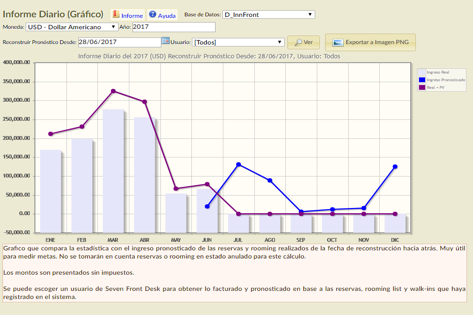 Informe Diario (Gráfico) Informe Ayuda Base de Datos: D_InnFront
Moneda: USD - Dollar Americano Año: 2017
Reconstruir Pronóstico Desde: 28/06/2017 Usuario: [Todos] Ver Exportar a Imagen PNG
Informe Diario del 2017 (USD) Reconstruir Pronóstico Desde: 28/06/2017, Usuario: Todos
400,000.00
350,000.00
300,000.00
250,000.00
200,000.00
150,000.00
100,000.00
50,000.00
0.00
-50,000.00
ENE FEB MAR ABR MAY JUN JUL AGO SEP OCT NOV DIC
Ingreso Real
Ingreso Pronosticado
Real + PV
Grafico que compara la estadística con el ingreso pronosticado de las reservas y rooming realizados de la fecha de reconstrucción hacia atrás. Muy útil
para medir metas. No se tomarán en cuenta reservas o rooming en estado anulado para este cálculo.
Los montos son presentados sin impuestos.
Se puede escoger un usuario de Seven Front Desk para obtener lo facturado y pronosticado en base a las reservas, rooming list y walk-ins que haya
registrado en el sistema.